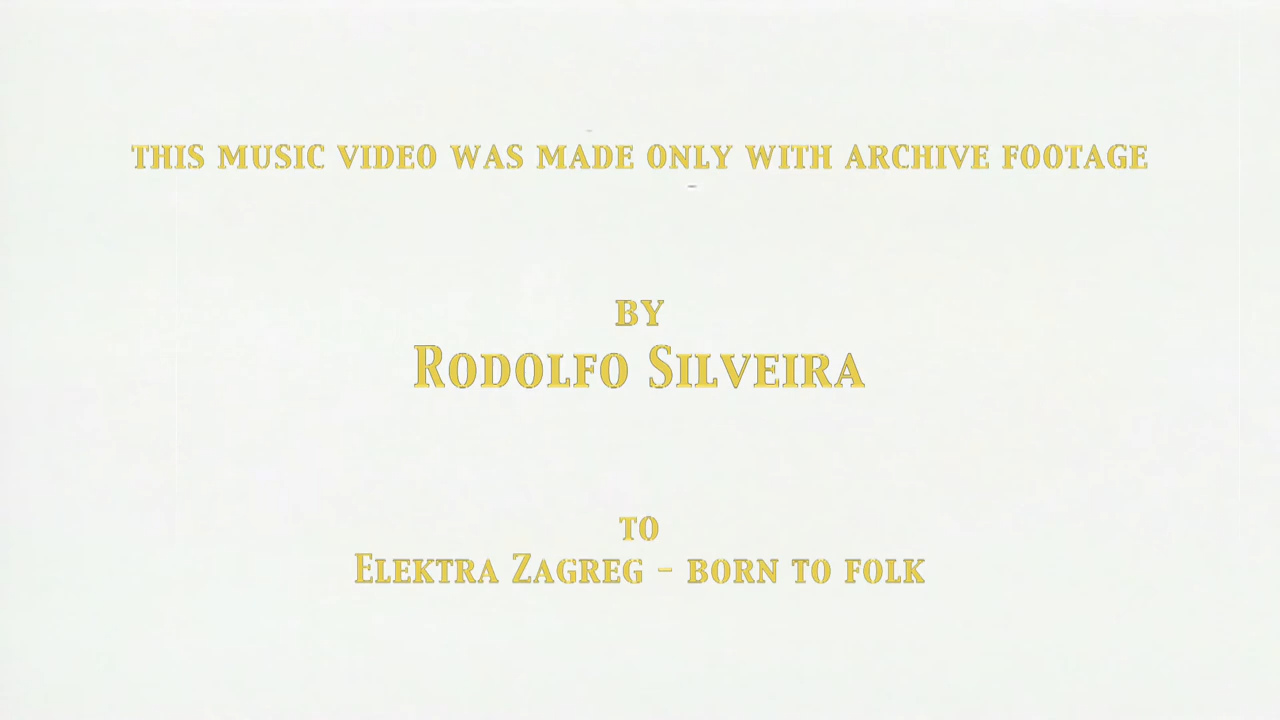 THIS MUSIC VIDEO WAS MADE ONLY WITH ARCHIVE FOOTAGE
BY
RODOLFO SILVEIRA
TO
ELEKTRA ZAGREG - BORN TO FOLK